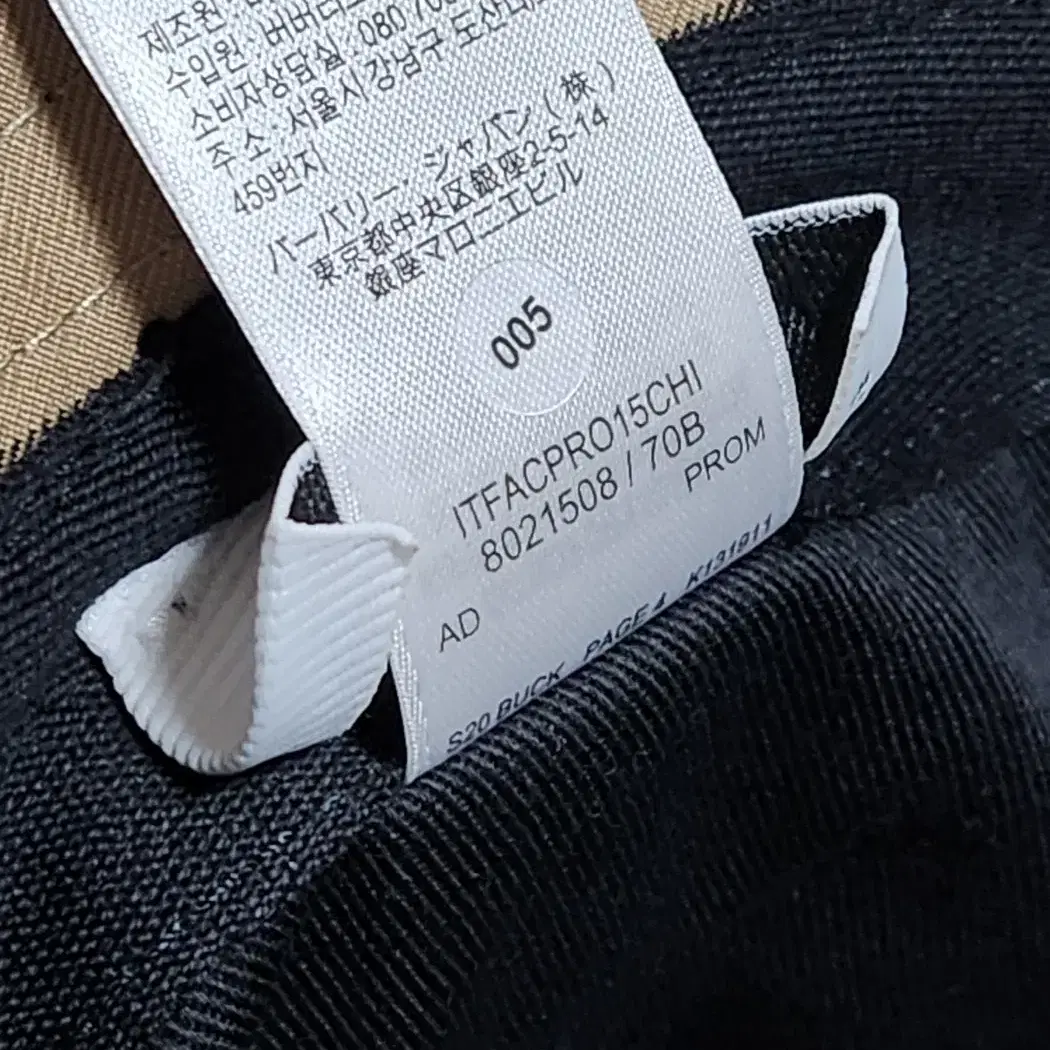 제조원:
수입원 : 버버리
소비자상담실 : 080 700
주소 : 서울시 강남구 도산대로
459번지
バーバリー・ジャパン (株)
東京都中央区銀座2-5-14
銀座マロニエビル
005
ITFACPRO15CHI
8021508 / 70B
PROM
AD
S20 BUCK PAGE 4 K131911